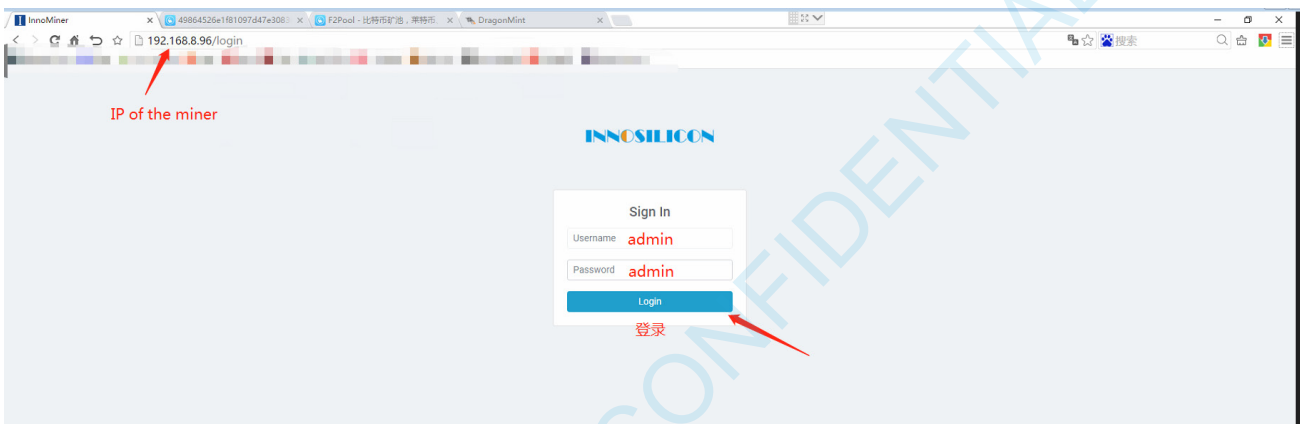 InnoMiner
49864526e1f81097d47e3083
F2Pool - 比特币矿池，莱特币,
DragonMint
192.168.8.96/login
搜索
IP of the miner
INNOSILICON
Sign In
Username admin
Password admin
Login
登录
CONFIDENTIAL